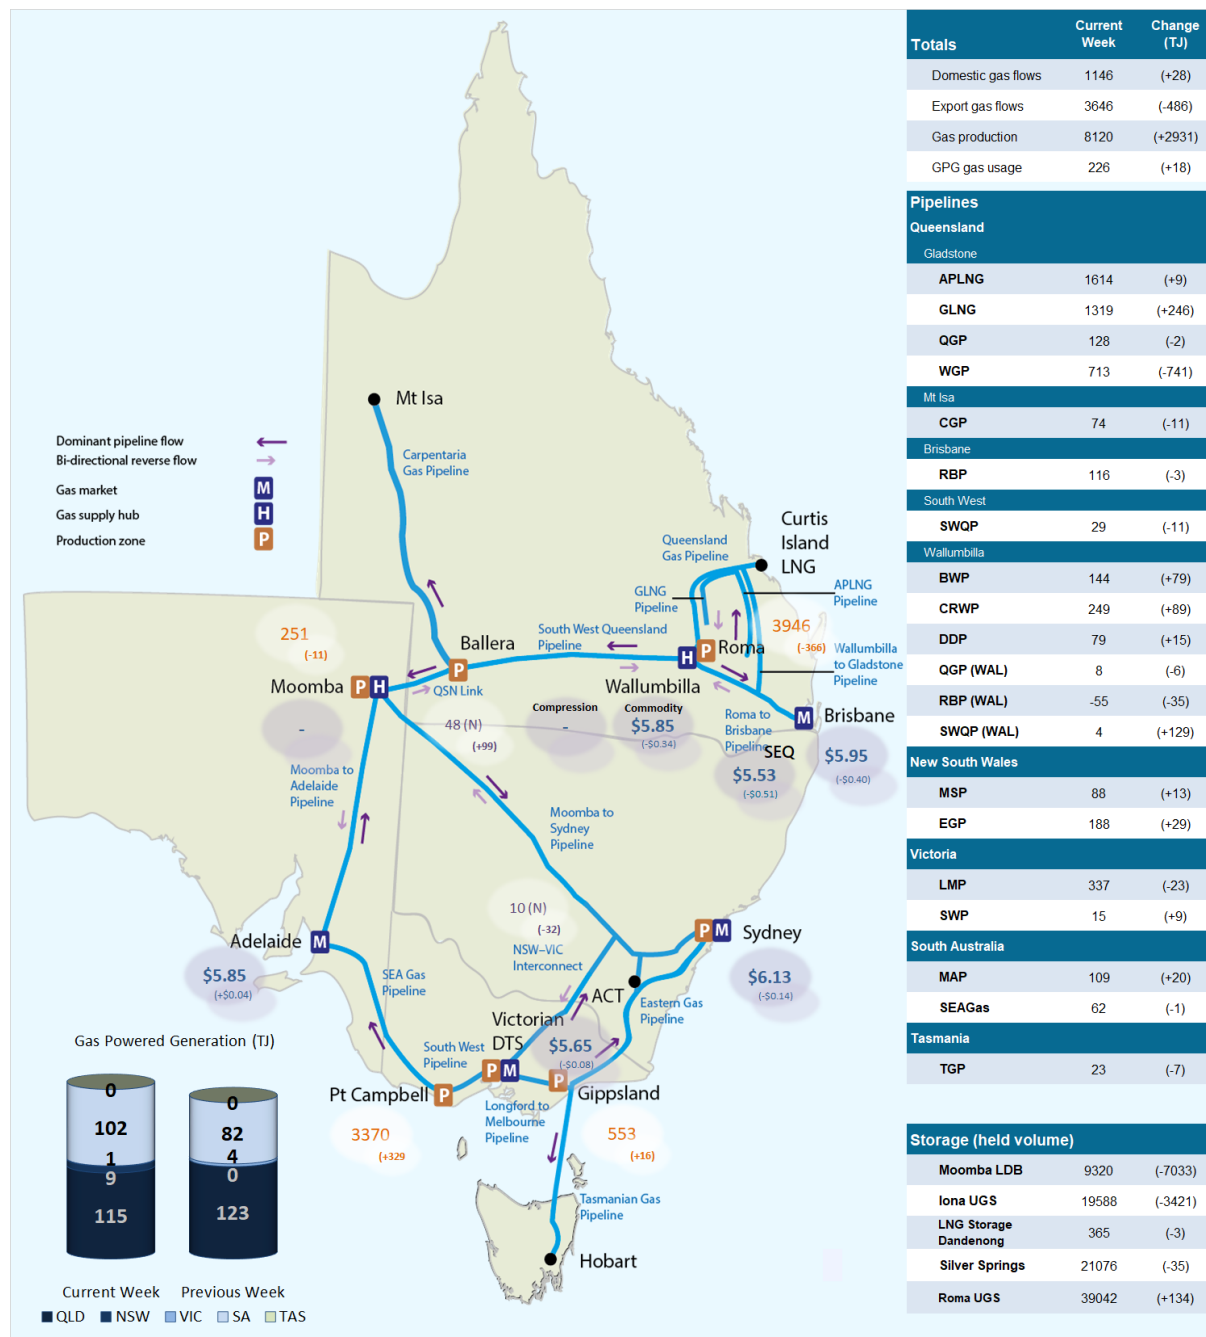 Mt Isa
Dominant pipeline flow
Bi-directional reverse flow
Gas market M
Gas supply hub H
Production zone P
Carpentaria
Gas Pipeline
Curtis
Island
LNG
Queensland
Gas Pipeline
GLNG
Pipeline
APLNG
Pipeline
3946
(-366)
251
(-11)
Ballera
South West Queensland
Pipeline
H P Roma
Wallumbilla
to Gladstone
Pipeline
Moomba P H
P
QSN Link
Wallumbilla
Compression
-
Commodity
$5.85
(-$0.34)
Roma to
Brisbane
Pipeline
M Brisbane
SEQ
$5.53
(-$0.51)
$5.95
(-$0.40)
-
48 (N)
(+99)
Moomba to
Adelaide
Pipeline
Moomba to
Sydney
Pipeline
10 (N)
(-32)
NSW–VIC
Interconnect
P M Sydney
$6.13
(-$0.14)
Adelaide M
$5.85
(+$0.04)
SEA Gas
Pipeline
ACT
Eastern Gas
Pipeline
Victorian
DTS
$5.65
(-$0.08)
South West
Pipeline
P M
P
Gippsland
Pt Campbell P
3370
(+329
Longford to
Melbourne
Pipeline
553
(+16)
Tasmanian Gas
Pipeline
Hobart
Gas Powered Generation (TJ)
0
102
1
9
115
0
82
4
0
123
Current Week Previous Week
QLD NSW VIC SA TAS
Totals Current Week Change (TJ)
Domestic gas flows 1146 (+28)
Export gas flows 3646 (-486)
Gas production 8120 (+2931)
GPG gas usage 226 (+18)
Pipelines
Queensland
Gladstone
APLNG 1614 (+9)
GLNG 1319 (+246)
QGP 128 (-2)
WGP 713 (-741)
Mt Isa
CGP 74 (-11)
Brisbane
RBP 116 (-3)
South West
SWQP 29 (-11)
Wallumbilla
BWP 144 (+79)
CRWP 249 (+89)
DDP 79 (+15)
QGP (WAL) 8 (-6)
RBP (WAL) -55 (-35)
SWQP (WAL) 4 (+129)
New South Wales
MSP 88 (+13)
EGP 188 (+29)
Victoria
LMP 337 (-23)
SWP 15 (+9)
South Australia
MAP 109 (+20)
SEAGas 62 (-1)
Tasmania
TGP 23 (-7)
Storage (held volume)
Moomba LDB 9320 (-7033)
Iona UGS 19588 (-3421)
LNG Storage
Dandenong 365 (-3)
Silver Springs 21076 (-35)
Roma UGS 39042 (+134)